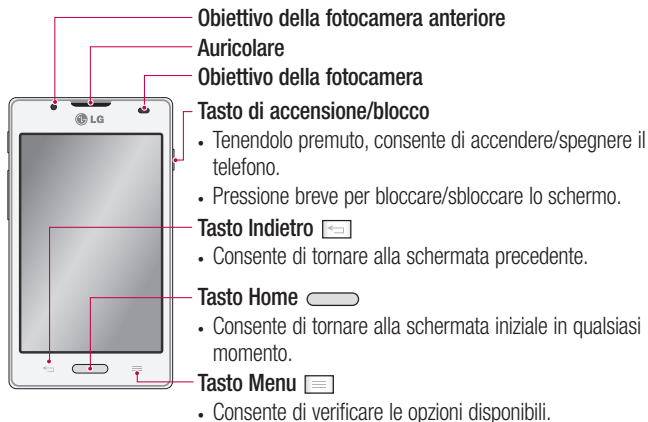 Obiettivo della fotocamera anteriore
Auricolare
Obiettivo della fotocamera
LG
Tasto di accensione/blocco
• Tenendolo premuto, consente di accendere/spegnere il
telefono.
• Pressione breve per bloccare/sbloccare lo schermo.
Tasto Indietro
• Consente di tornare alla schermata precedente.
Tasto Home
• Consente di tornare alla schermata iniziale in qualsiasi
momento.
Tasto Menu
• Consente di verificare le opzioni disponibili.